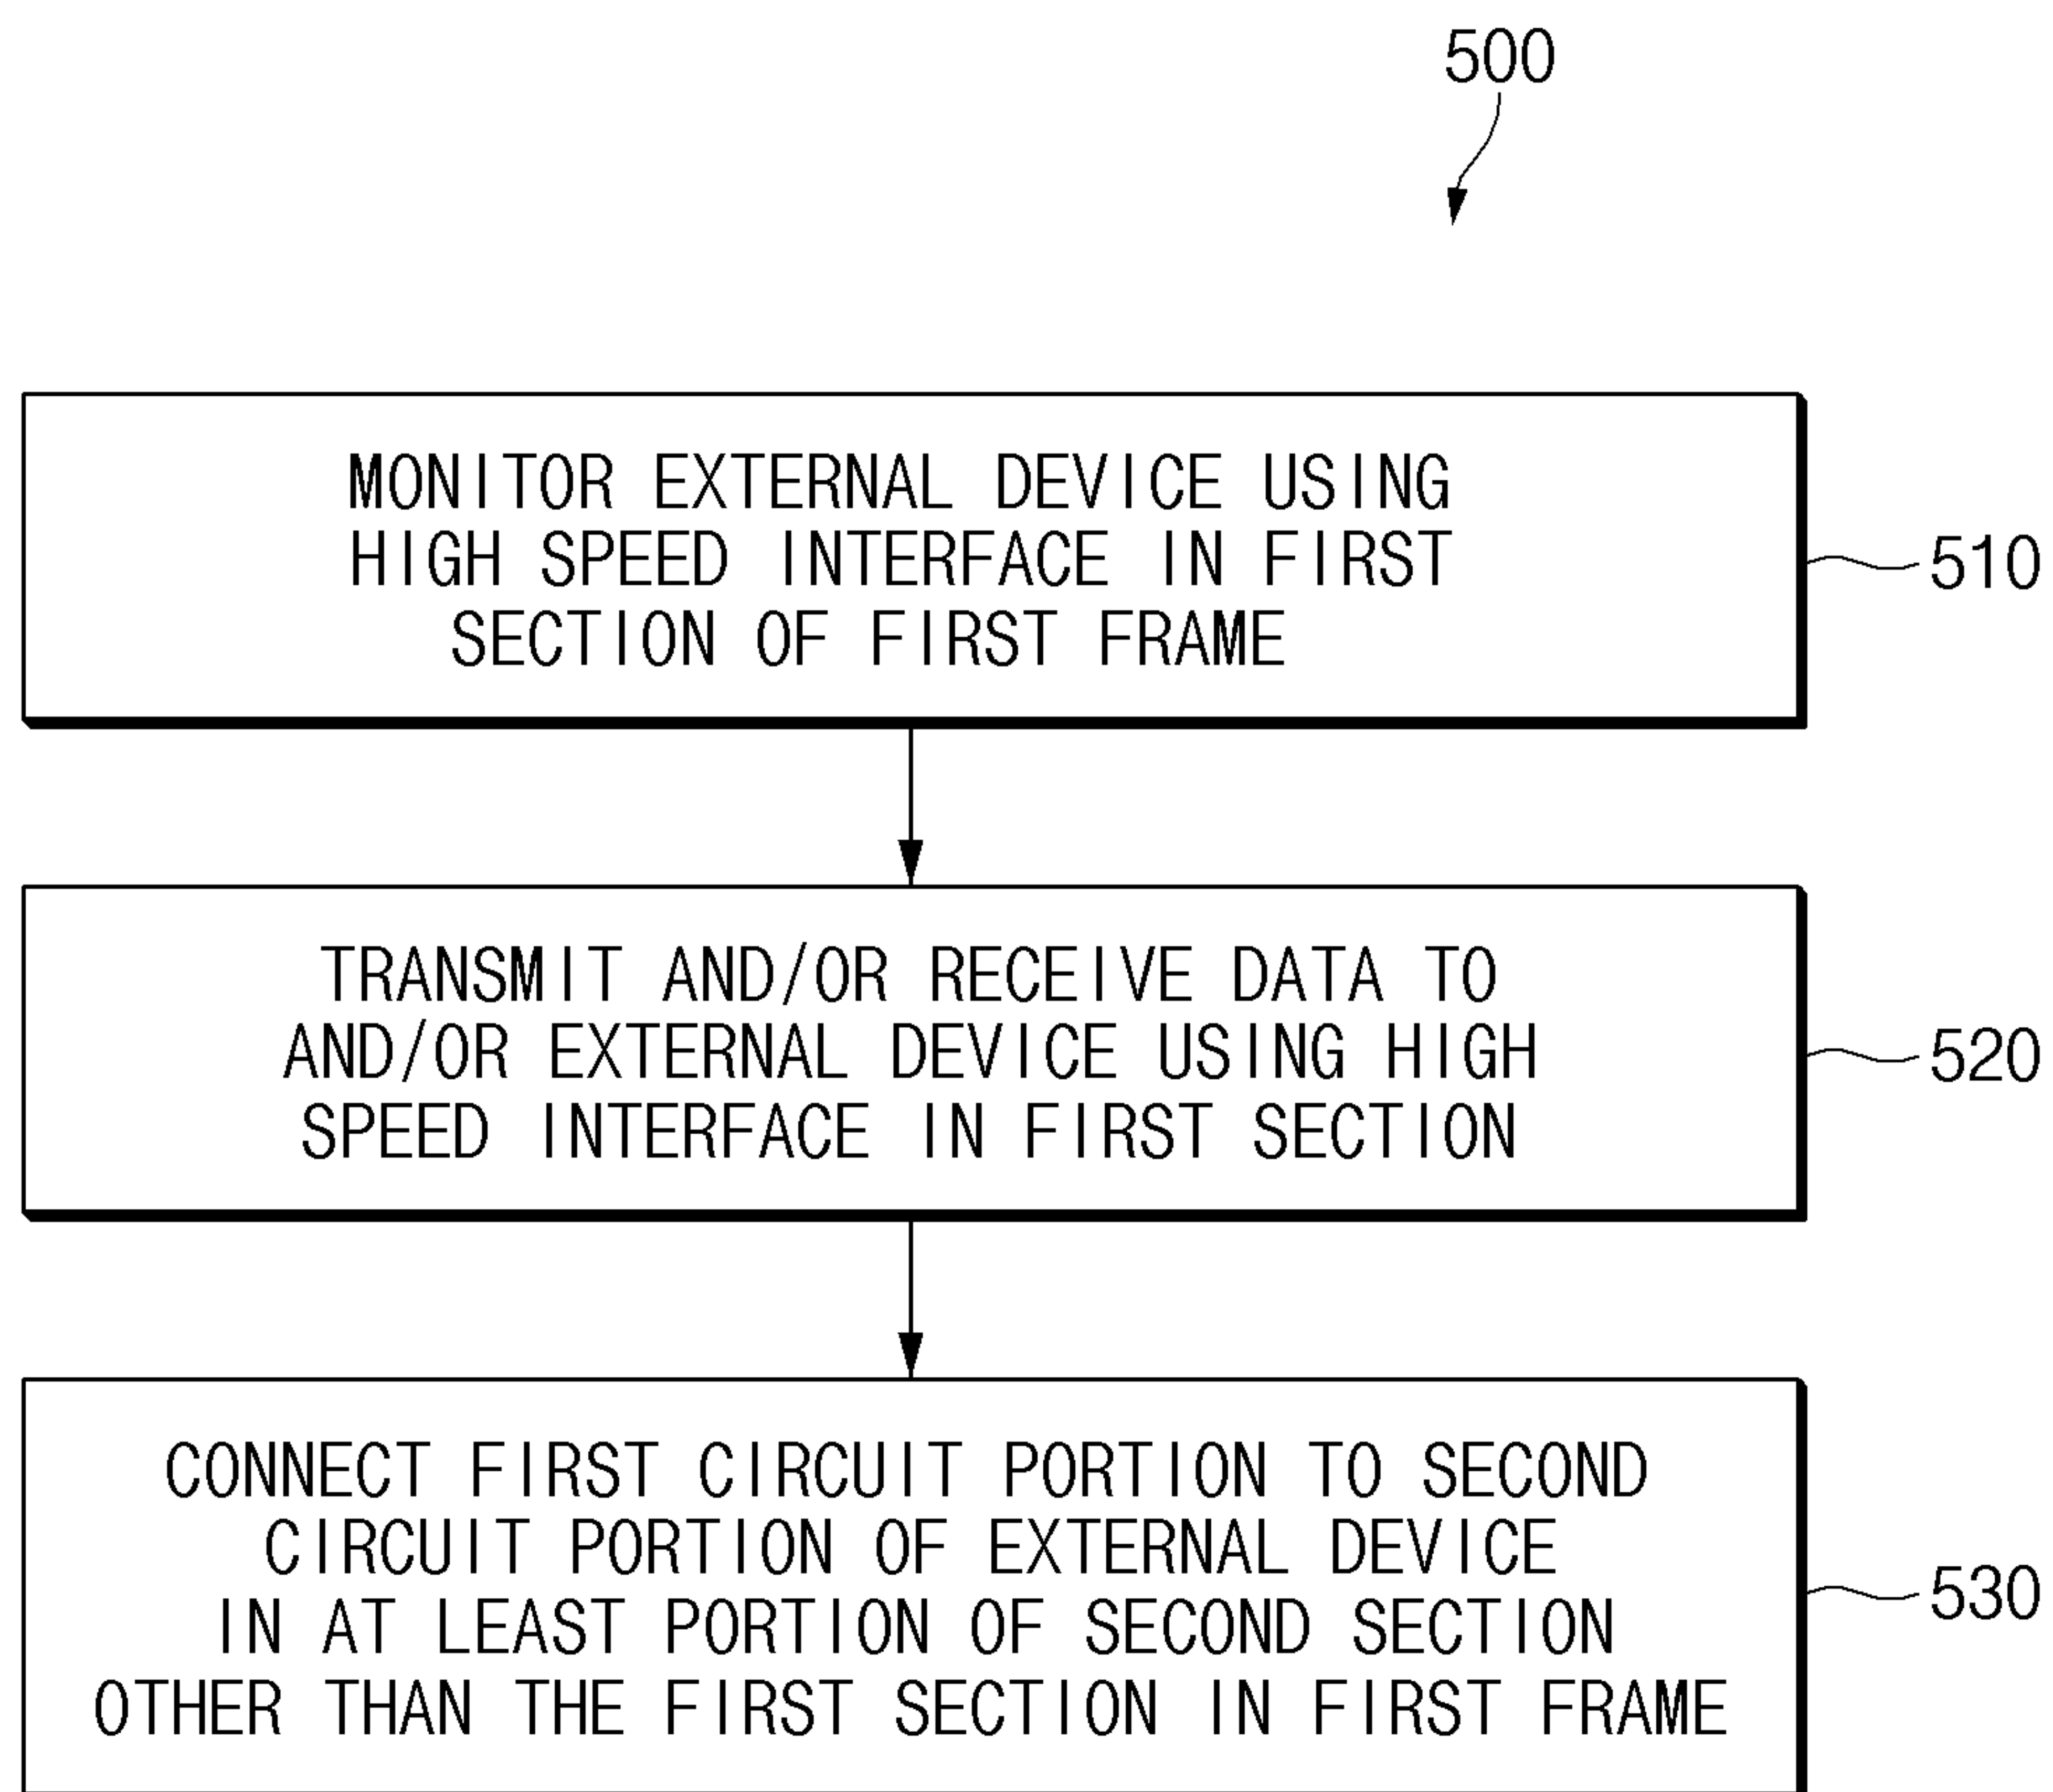 500
MONITOR EXTERNAL DEVICE USING
HIGH SPEED INTERFACE IN FIRST
SECTION OF FIRST FRAME
510
TRANSMIT AND/OR RECEIVE DATA TO
AND/OR EXTERNAL DEVICE USING HIGH
SPEED INTERFACE IN FIRST SECTION
520
CONNECT FIRST CIRCUIT PORTION TO SECOND
CIRCUIT PORTION OF EXTERNAL DEVICE
IN AT LEAST PORTION OF SECOND SECTION
OTHER THAN THE FIRST SECTION IN FIRST FRAME
530